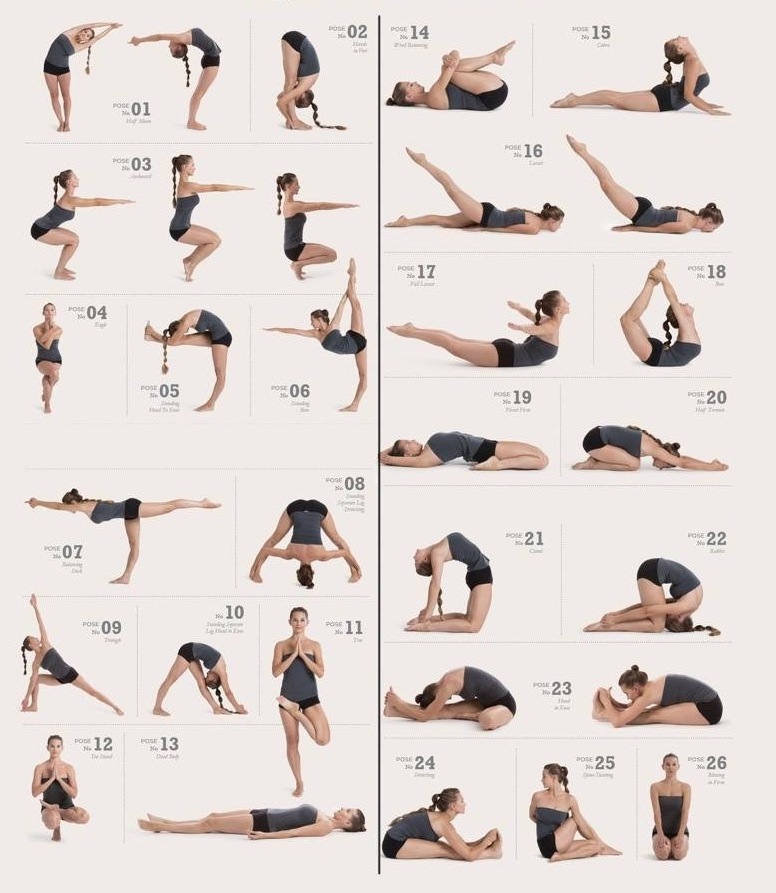 POSE
No 01
Half Moon
POSE
No 02
Hands
to Feet
POSE
No 03
Awkward
POSE
No 04
Eagle
POSE
No 05
Standing
Head To Knee
POSE
No 06
Standing
Bow
POSE
No 07
Balancing
Stick
POSE
No 08
Standing
Separate Leg
Stretching
POSE
No 09
Triangle
No 10
Standing Separate
Leg Head to Knee
POSE
No 11
Tree
POSE
No 12
Toe Stand
POSE
No 13
Dead Body
POSE
No 14
Wind Removing
POSE
No 15
Cobra
POSE
No 16
Locust
POSE
No 17
Full Locust
POSE
No 18
Bow
POSE
No 19
Fixed Firm
POSE
No 20
Half Tortoise
POSE
No 21
Camel
POSE
No 22
Rabbit
POSE
No 23
Head
to Knee
POSE
No 24
Stretching
POSE
No 25
Spine Twisting
POSE
No 26
Blowing
in Firm